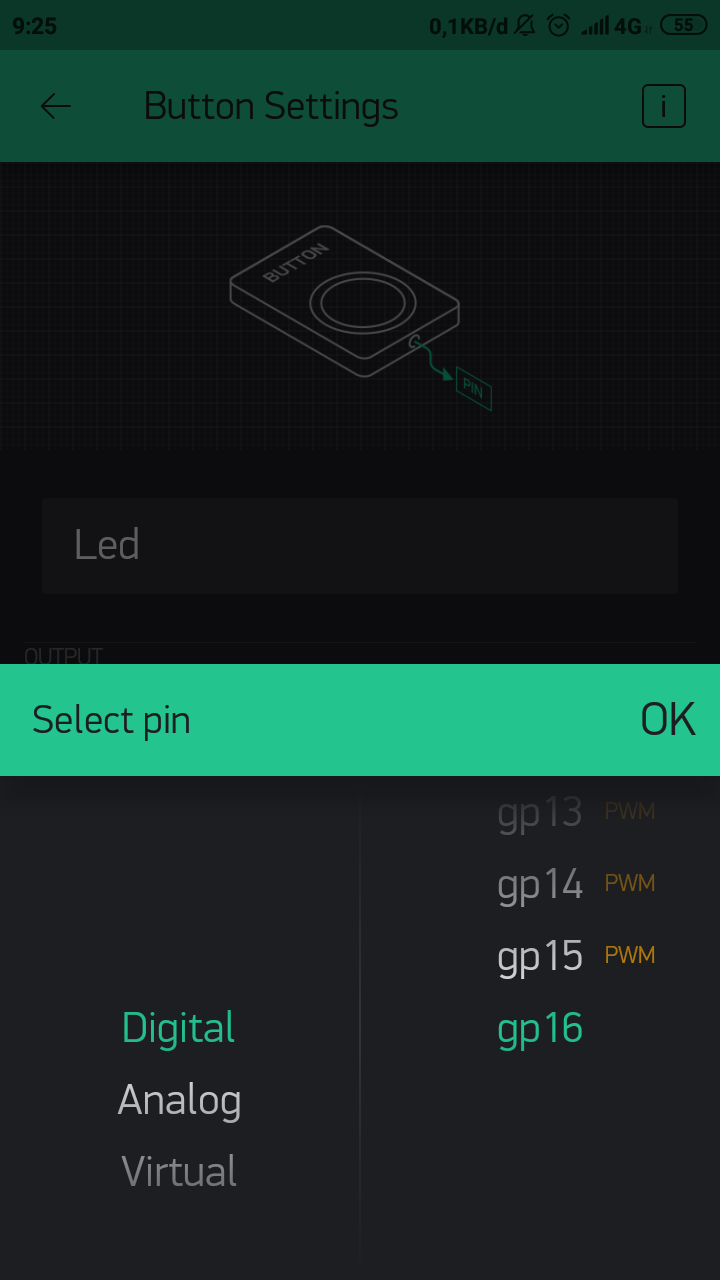 9:25 0,1KB/d 4G 55
Button Settings i
BUTTON
PIN
Led
OUTPUT
Select pin OK
gp13 PWM
gp14 PWM
gp15 PWM
Digital gp16
Analog
Virtual